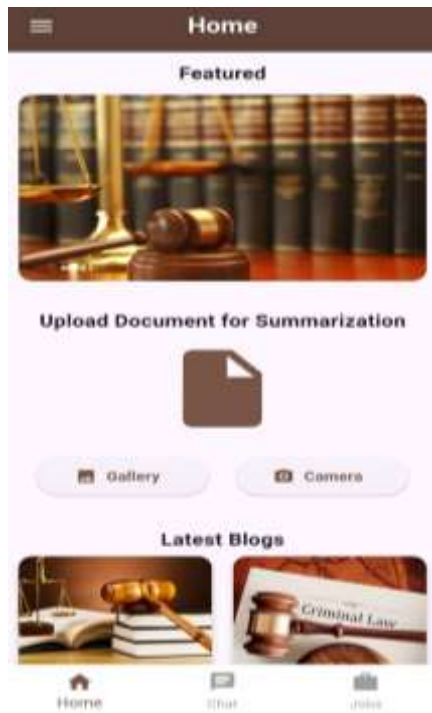 Home
Featured
Upload Document for Summarization
Gallery Camera
Latest Blogs
Criminal Law
Home Chat Jobs